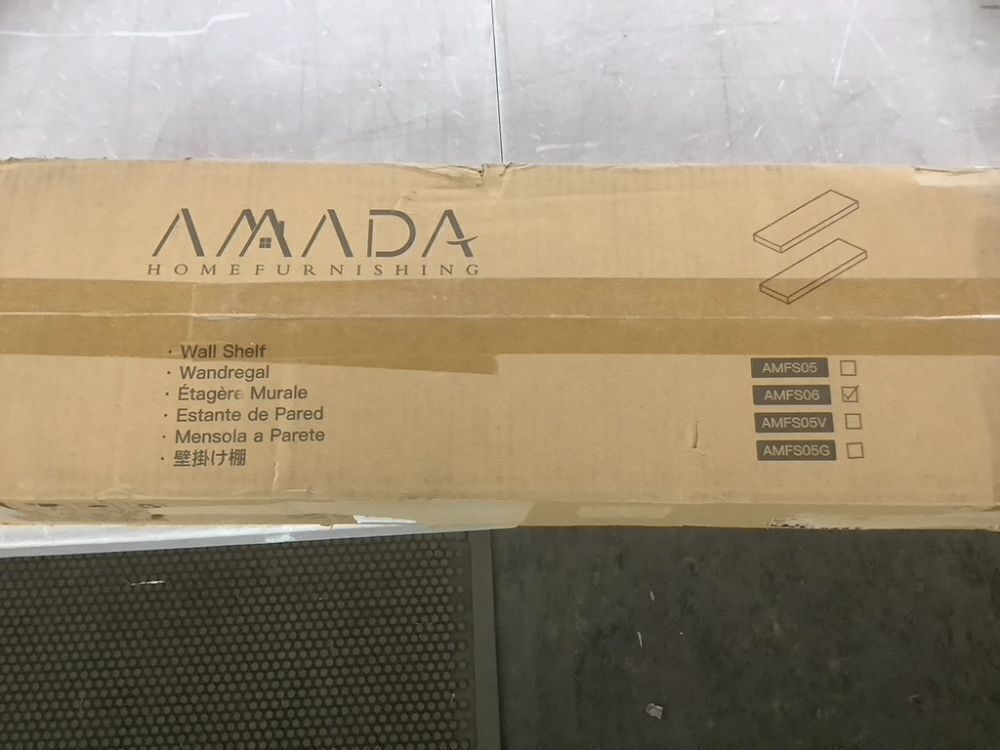 AMADA
HOMEFURNISHING
· Wall Shelf
· Wandregal
· Étagère Murale
· Estante de Pared
· Mensola a Parete
· 壁掛け棚
AMFS05
AMFS06
AMFS05V
AMFS05G